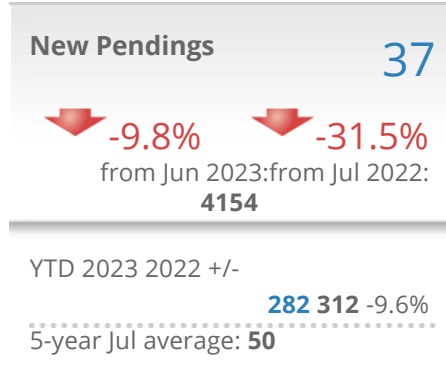 New Pendings
37
-9.8% -31.5%
from Jun 2023:from Jul 2022:
4154
YTD 2023 2022 +/-
282 312 -9.6%
5-year Jul average: 50